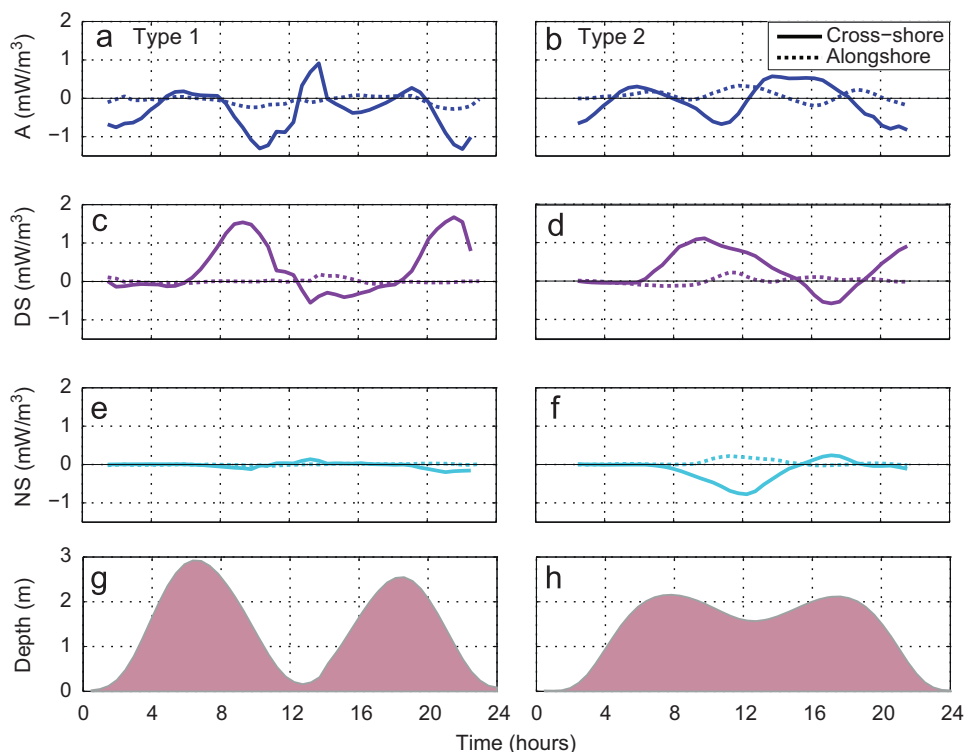 a Type 1
b Type 2
Cross-shore
Alongshore
A (mW/m3)
2
1
0
−1
c
d
DS (mW/m3)
2
1
0
−1
e
f
NS (mW/m3)
2
1
0
−1
g
h
Depth (m)
3
2
1
0
0 4 8 12 16 20 24
0 4 8 12 16 20 24
Time (hours)